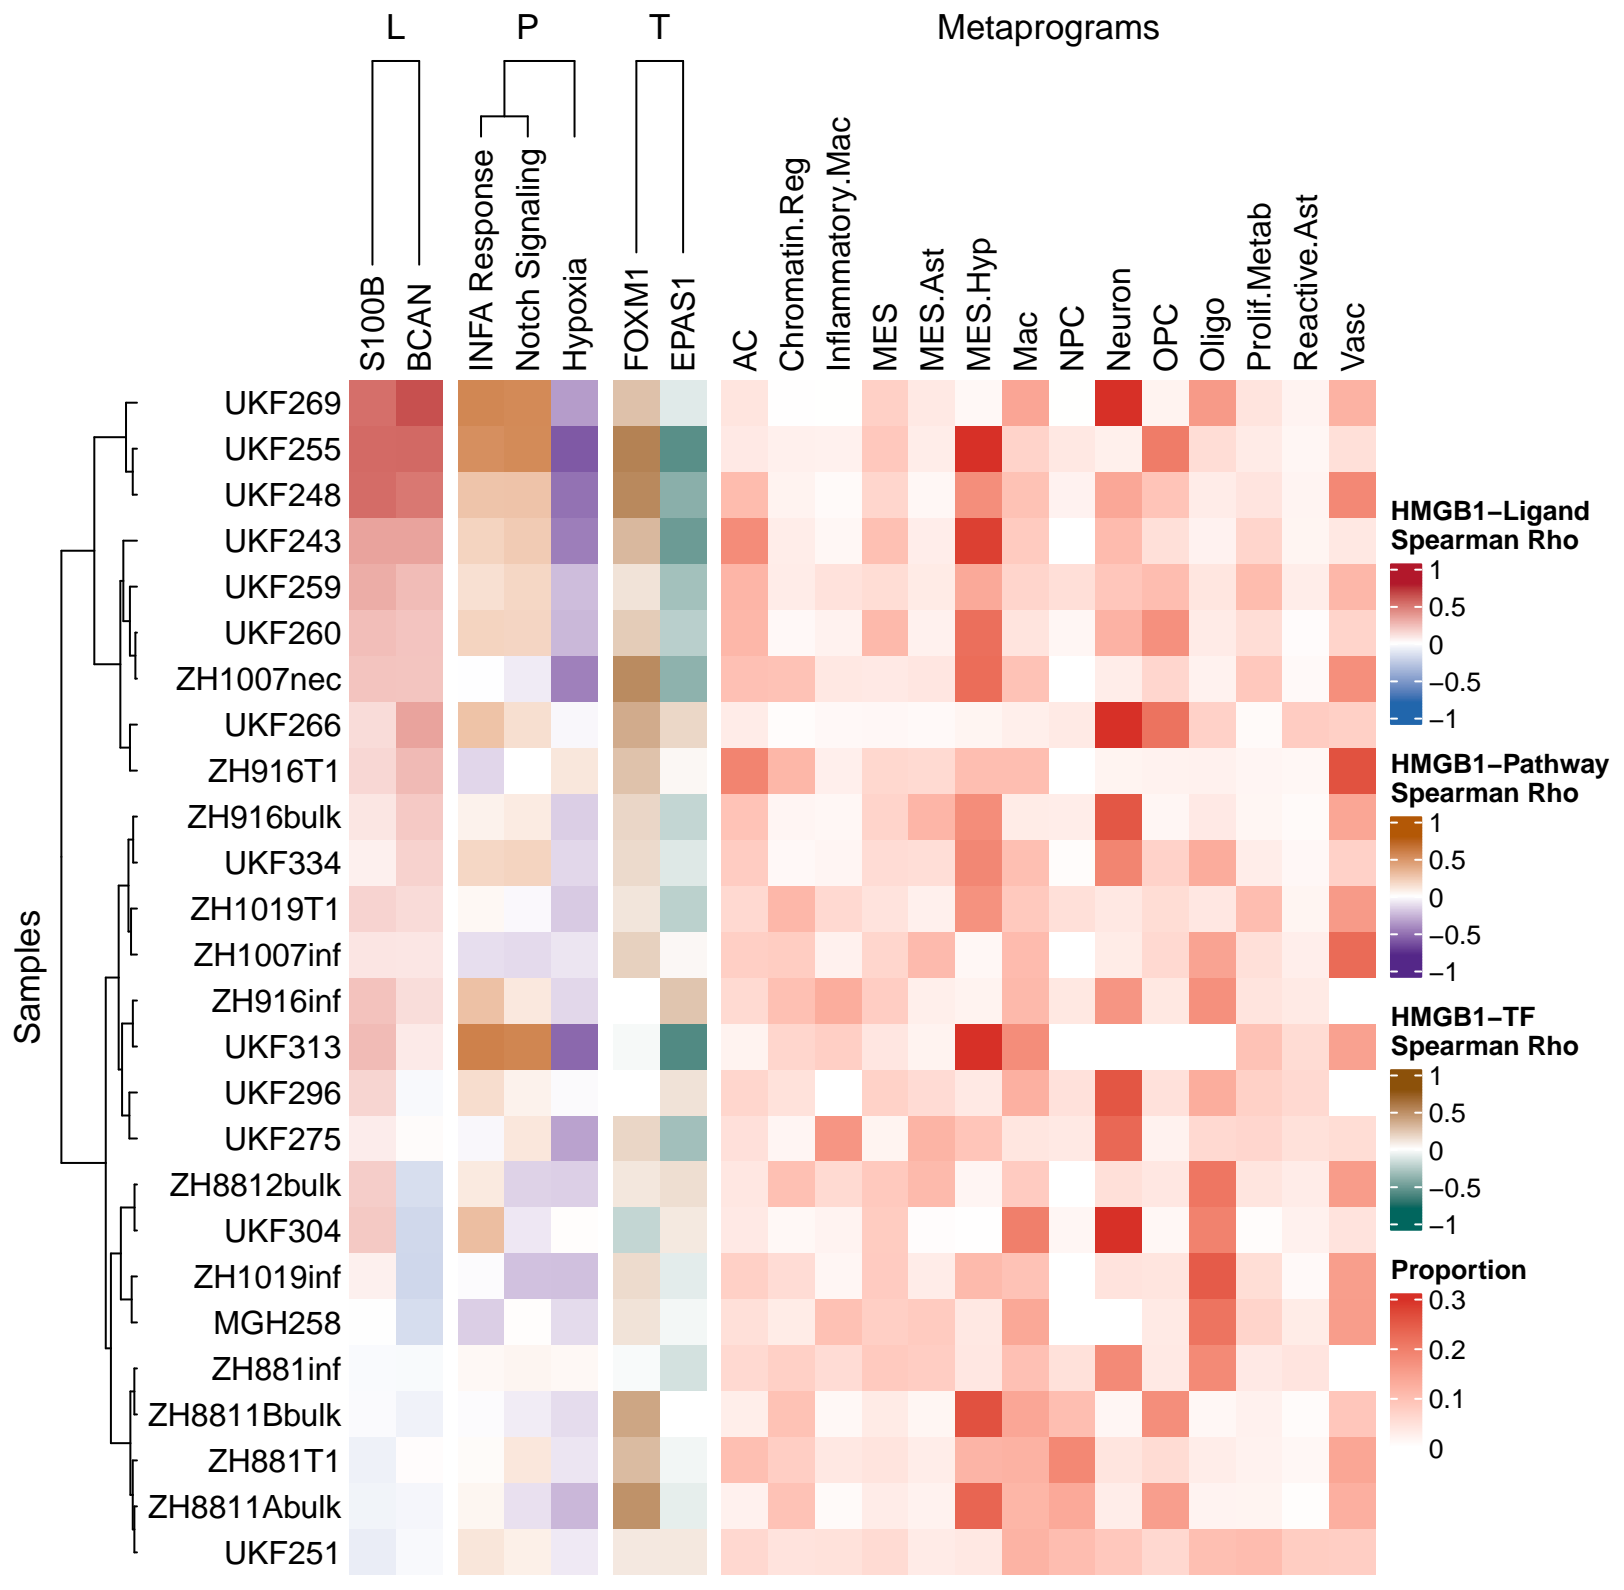 L P T Metaprograms
S100B
BCAN
INFA Response
Notch Signaling
Hypoxia
FOXM1
EPAS1
AC
Chromatin.Reg
Inflammatory.Mac
MES
MES.Ast
MES.Hyp
Mac
NPC
Neuron
OPC
Oligo
Prolif.Metab
Reactive.Ast
Vasc
Samples
UKF269
UKF255
UKF248
UKF243
UKF259
UKF260
ZH1007nec
UKF266
ZH916T1
ZH916bulk
UKF334
ZH1019T1
ZH1007inf
ZH916inf
UKF313
UKF296
UKF275
ZH8812bulk
UKF304
ZH1019inf
MGH258
ZH881inf
ZH8811Bbulk
ZH881T1
ZH8811Abulk
UKF251
HMGB1−Ligand
Spearman Rho
1
0.5
0
−0.5
−1
HMGB1−Pathway
Spearman Rho
1
0.5
0
−0.5
−1
HMGB1−TF
Spearman Rho
1
0.5
0
−0.5
−1
Proportion
0.3
0.2
0.1
0